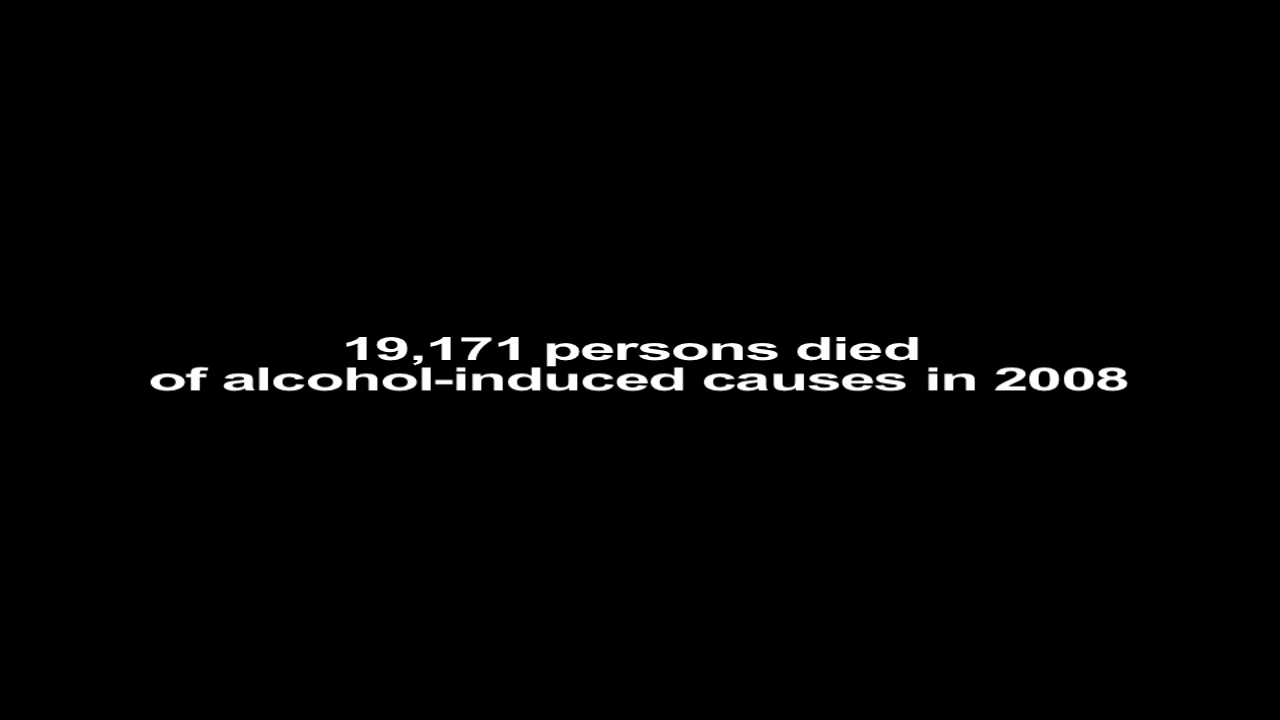 19,171 persons died
of alcohol-induced causes in 2008